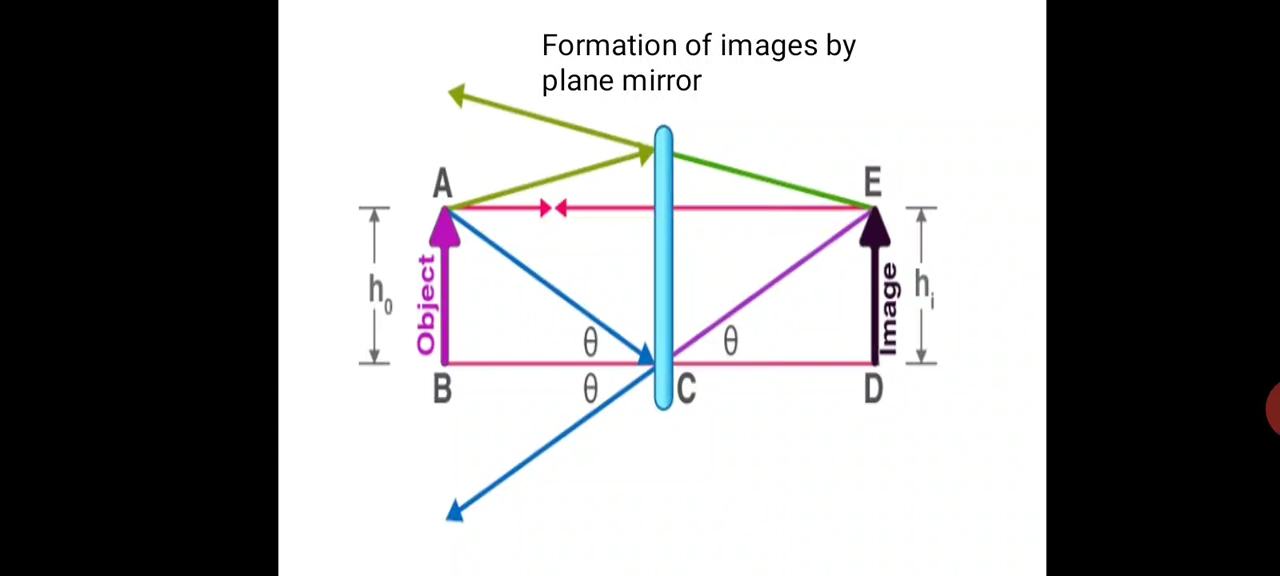 Formation of images by
plane mirror
A
E
Object
h₀
Image
hᵢ
θ
θ
θ
B
C
D